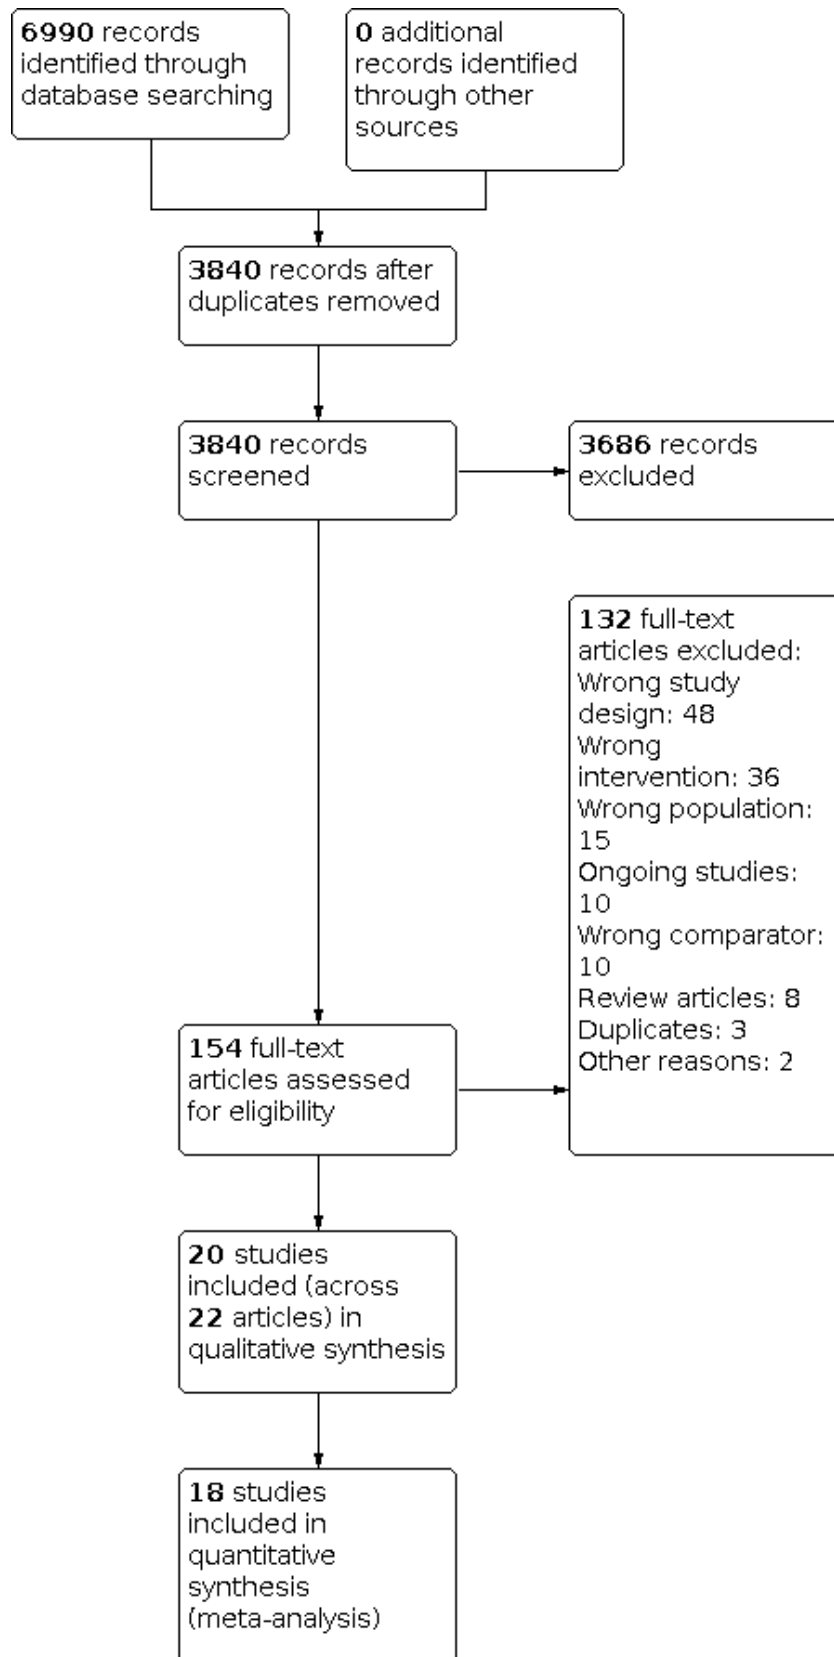 6990 records
identified through
database searching
0 additional
records identified
through other
sources
3840 records after
duplicates removed
3840 records
screened
3686 records
excluded
132 full-text
articles excluded:
Wrong study
design: 48
Wrong
intervention: 36
Wrong population:
15
Ongoing studies:
10
Wrong comparator:
10
Review articles: 8
Duplicates: 3
Other reasons: 2
154 full-text
articles assessed
for eligibility
20 studies
included (across
22 articles) in
qualitative synthesis
18 studies
included in
quantitative
synthesis
(meta-analysis)